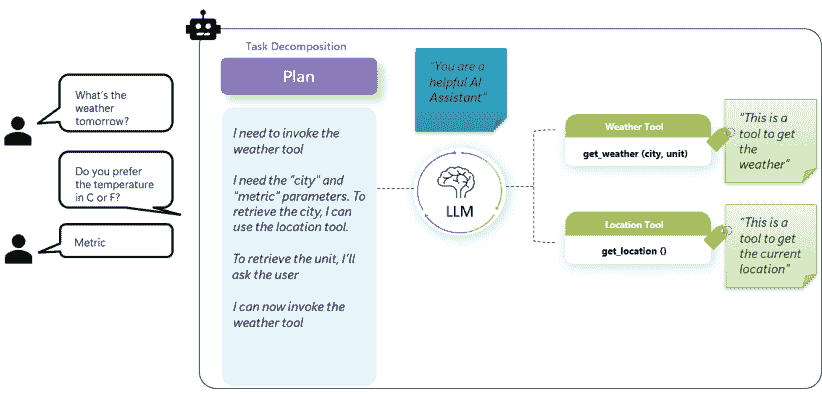 What's the
weather
tomorrow?
Do you prefer
the temperature
in C or F?
Metric
Task Decomposition
Plan
I need to invoke the
weather tool
I need the "city" and
"metric" parameters. To
retrieve the city, I can
use the location tool.
To retrieve the unit, I'll
ask the user
I can now invoke the
weather tool
"You are a
helpful AI
Assistant"
LLM
Weather Tool
get_weather (city, unit)
"This is a
tool to get
the
weather"
Location Tool
get_location ()
"This is a
tool to get
the current
location"